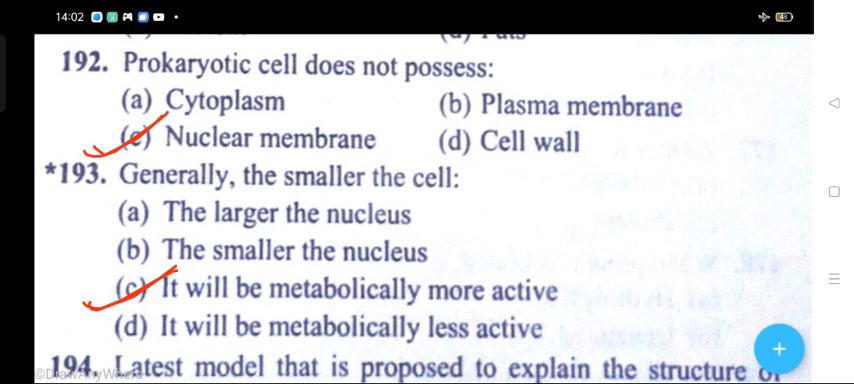 14:02
192. Prokaryotic cell does not possess:
(a) Cytoplasm (b) Plasma membrane
(c) Nuclear membrane (d) Cell wall
*193. Generally, the smaller the cell:
(a) The larger the nucleus
(b) The smaller the nucleus
(c) It will be metabolically more active
(d) It will be metabolically less active
194. Latest model that is proposed to explain the structure of
©DrawAnyWhere